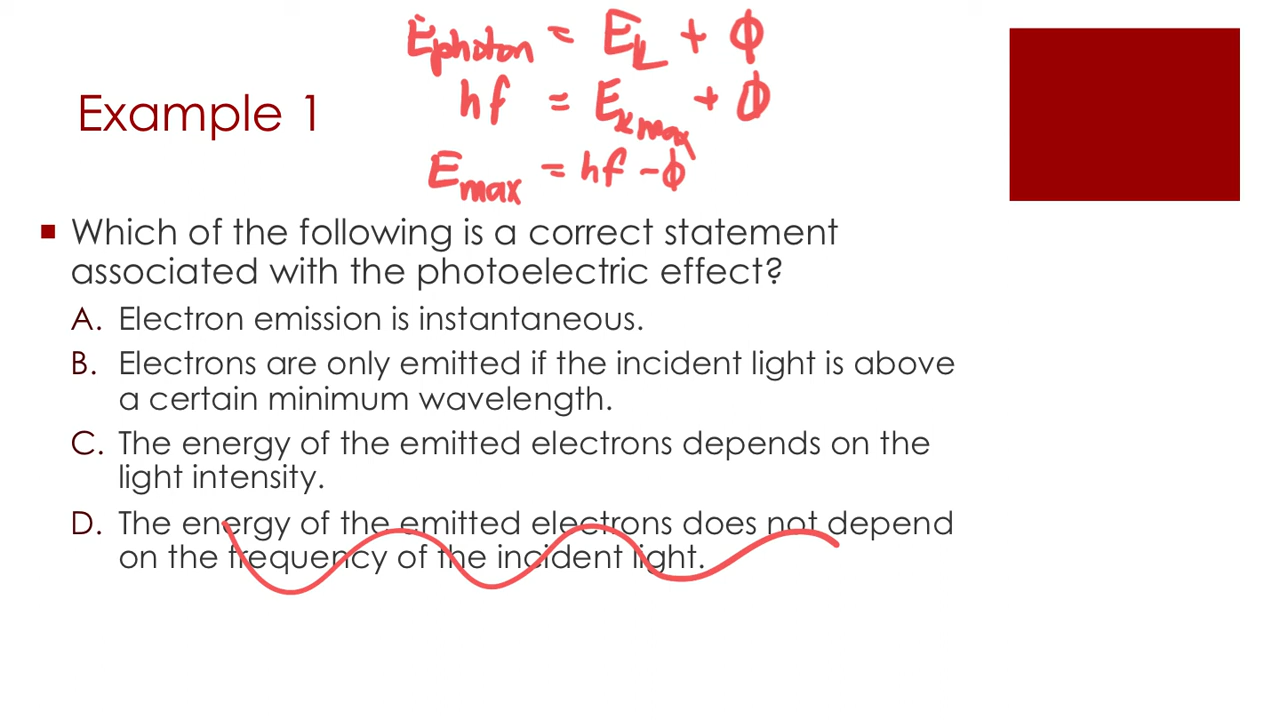 Ephoton = Ek + Φ
hf = Ekmax + Φ
Emax = hf - Φ
Example 1
Which of the following is a correct statement
associated with the photoelectric effect?
A. Electron emission is instantaneous.
B. Electrons are only emitted if the incident light is above
a certain minimum wavelength.
C. The energy of the emitted electrons depends on the
light intensity.
D. The energy of the emitted electrons does not depend
on the frequency of the incident light.